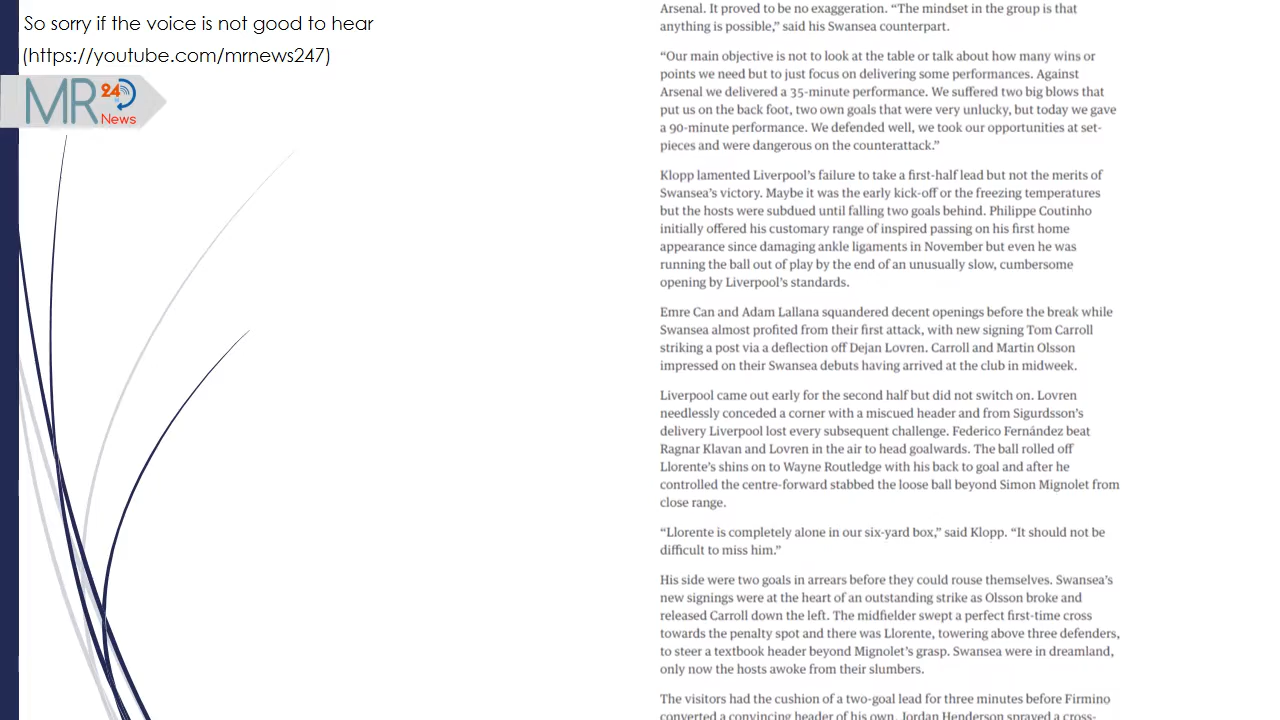 So sorry if the voice is not good to hear
(https://youtube.com/mrnews247)
MR 24 News
Arsenal. It proved to be no exaggeration. “The mindset in the group is that
anything is possible,” said his Swansea counterpart.
“Our main objective is not to look at the table or talk about how many wins or
points we need but to just focus on delivering some performances. Against
Arsenal we delivered a 35-minute performance. We suffered two big blows that
put us on the back foot, two own goals that were very unlucky, but today we gave
a 90-minute performance. We defended well, we took our opportunities at set-
pieces and were dangerous on the counterattack.”
Klopp lamented Liverpool’s failure to take a first-half lead but not the merits of
Swansea’s victory. Maybe it was the early kick-off or the freezing temperatures
but the hosts were subdued until falling two goals behind. Philippe Coutinho
initially offered his customary range of inspired passing on his first home
appearance since damaging ankle ligaments in November but even he was
running the ball out of play by the end of an unusually slow, cumbersome
opening by Liverpool’s standards.
Emre Can and Adam Lallana squandered decent openings before the break while
Swansea almost profited from their first attack, with new signing Tom Carroll
striking a post via a deflection off Dejan Lovren. Carroll and Martin Olsson
impressed on their Swansea debuts having arrived at the club in midweek.
Liverpool came out early for the second half but did not switch on. Lovren
needlessly conceded a corner with a miscued header and from Sigurdsson’s
delivery Liverpool lost every subsequent challenge. Federico Fernández beat
Ragnar Klavan and Lovren in the air to head goalwards. The ball rolled off
Llorente’s shins on to Wayne Routledge with his back to goal and after he
controlled the centre-forward stabbed the loose ball beyond Simon Mignolet from
close range.
“Llorente is completely alone in our six-yard box,” said Klopp. “It should not be
difficult to miss him.”
His side were two goals in arrears before they could rouse themselves. Swansea’s
new signings were at the heart of an outstanding strike as Olsson broke and
released Carroll down the left. The midfielder swept a perfect first-time cross
towards the penalty spot and there was Llorente, towering above three defenders,
to steer a textbook header beyond Mignolet’s grasp. Swansea were in dreamland,
only now the hosts awoke from their slumbers.
The visitors had the cushion of a two-goal lead for three minutes before Firmino
converted a convincing header of his own. Jordan Henderson sprayed a cross-